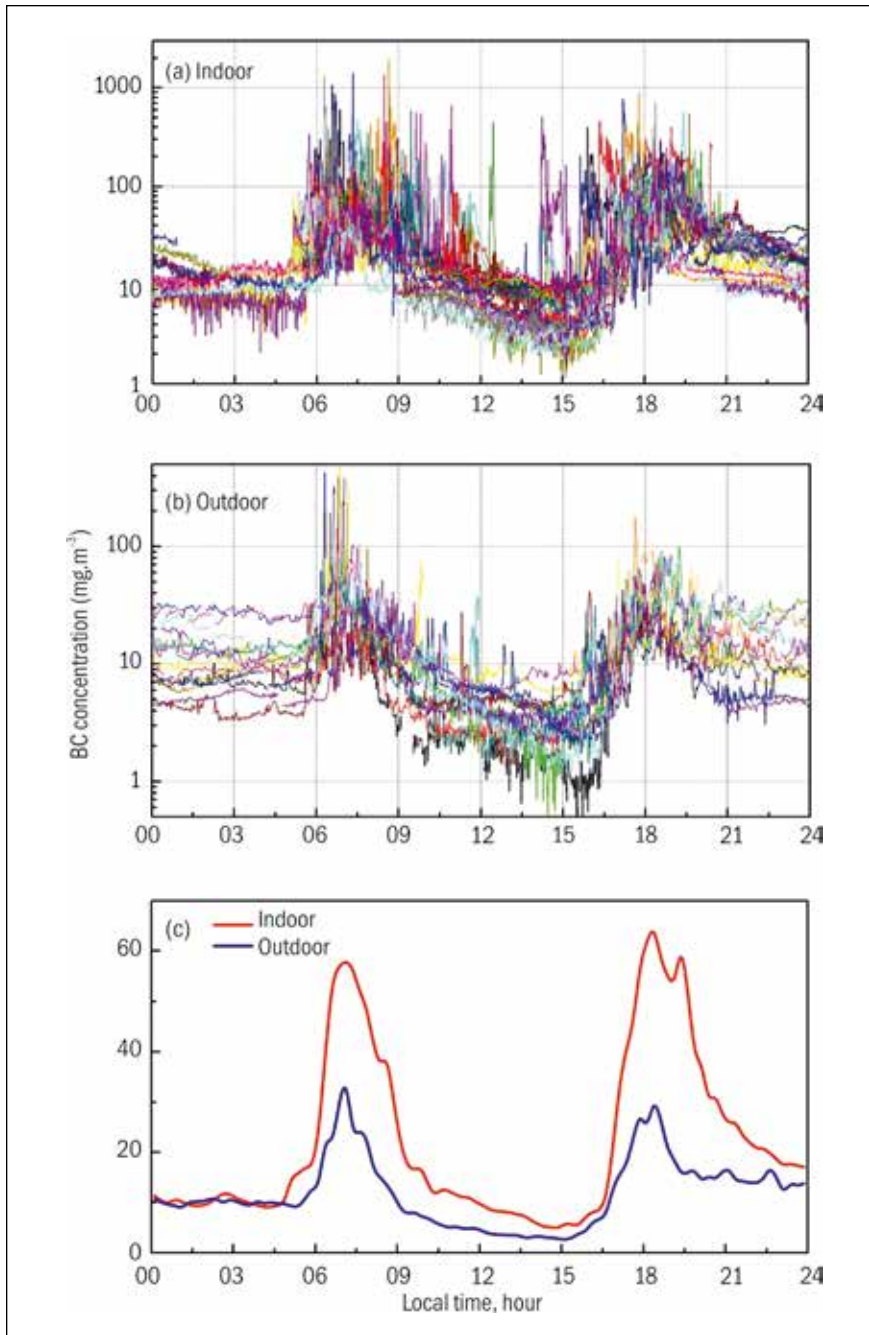 (a) Indoor
1000
100
10
1
00 03 06 09 12 15 18 21 24
(b) Outdoor
100
10
1
00 03 06 09 12 15 18 21 24
BC concentration (mg.m⁻³)
(c)
Indoor
Outdoor
60
40
20
0
00 03 06 09 12 15 18 21 24
Local time, hour